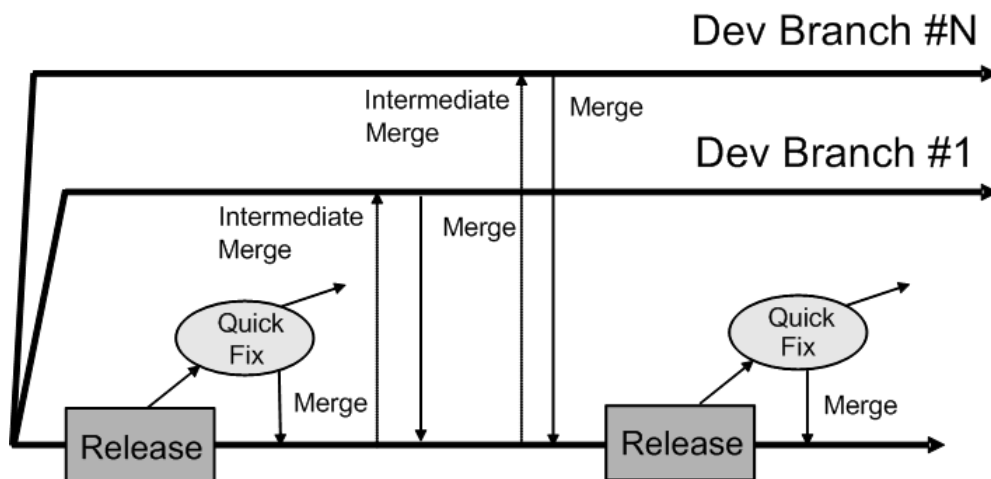 Dev Branch #N
Intermediate
Merge
Merge
Dev Branch #1
Intermediate
Merge
Merge
Quick
Fix
Merge
Release
Quick
Fix
Merge
Release